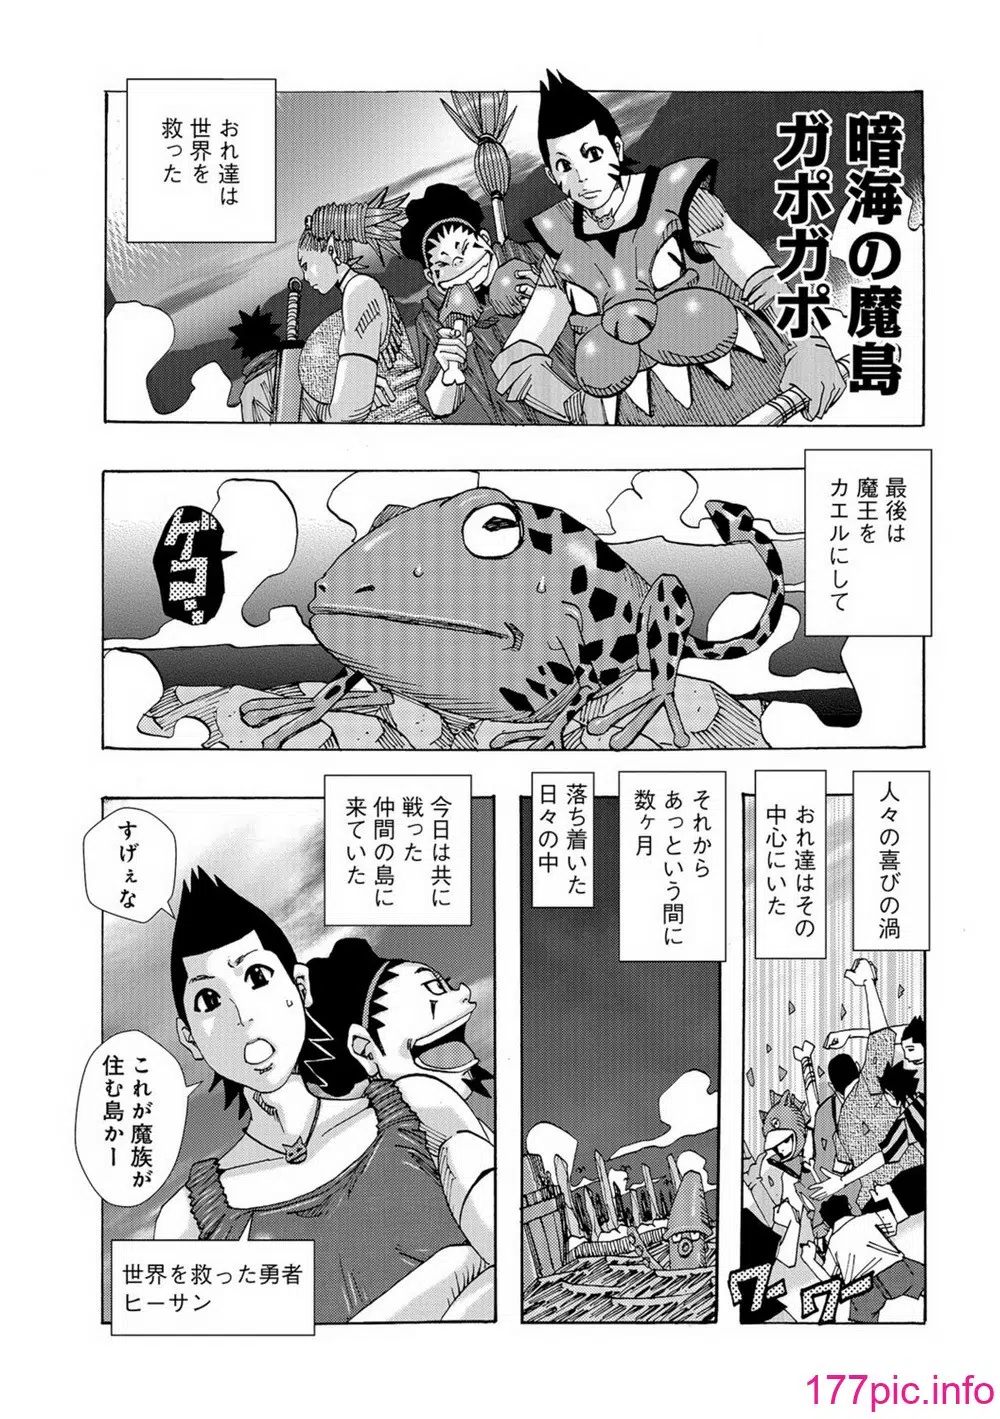 暗海の魔島
ガポガポ
おれ達は
世界を
救った
最後は
魔王を
カエルにして
ゲコ…
人々の喜びの渦
おれ達はその
中心にいた
ワーワー
それから
あっという間に
数ヶ月
落ち着いた
日々の中
今日は共に
戦った
仲間の島に
来ていた
すげぇな
これが魔族が
住む島かー
世界を救った勇者
ヒーサン
177pic.info